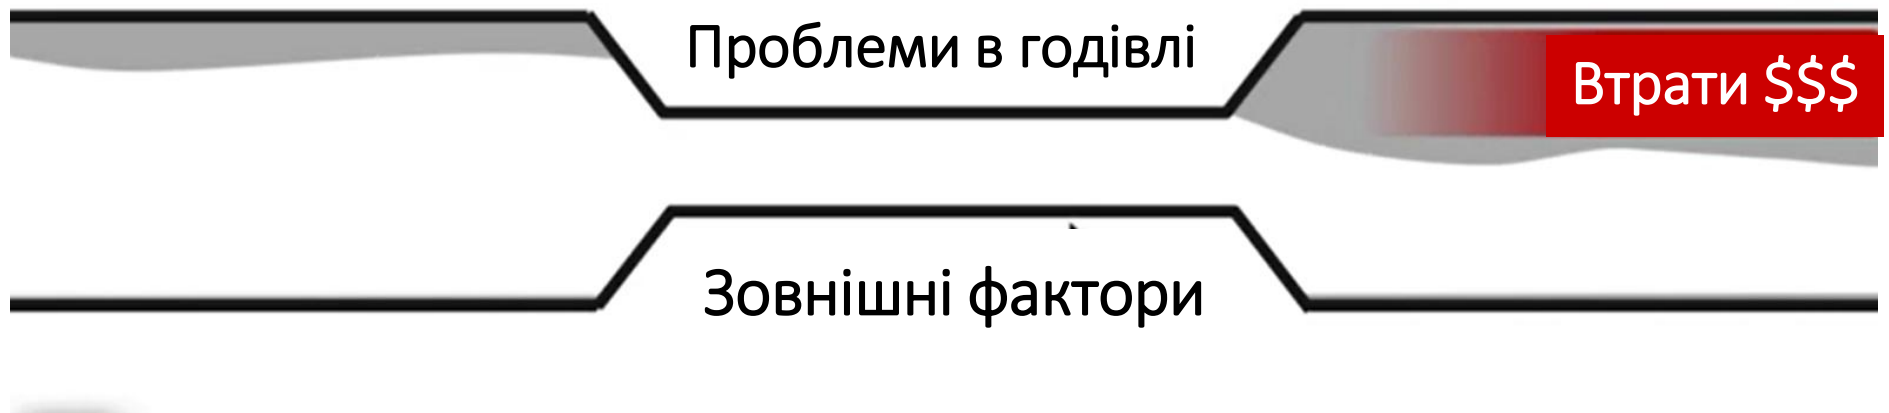 Проблеми в годівлі
Втрати $$$
Зовнішні фактори